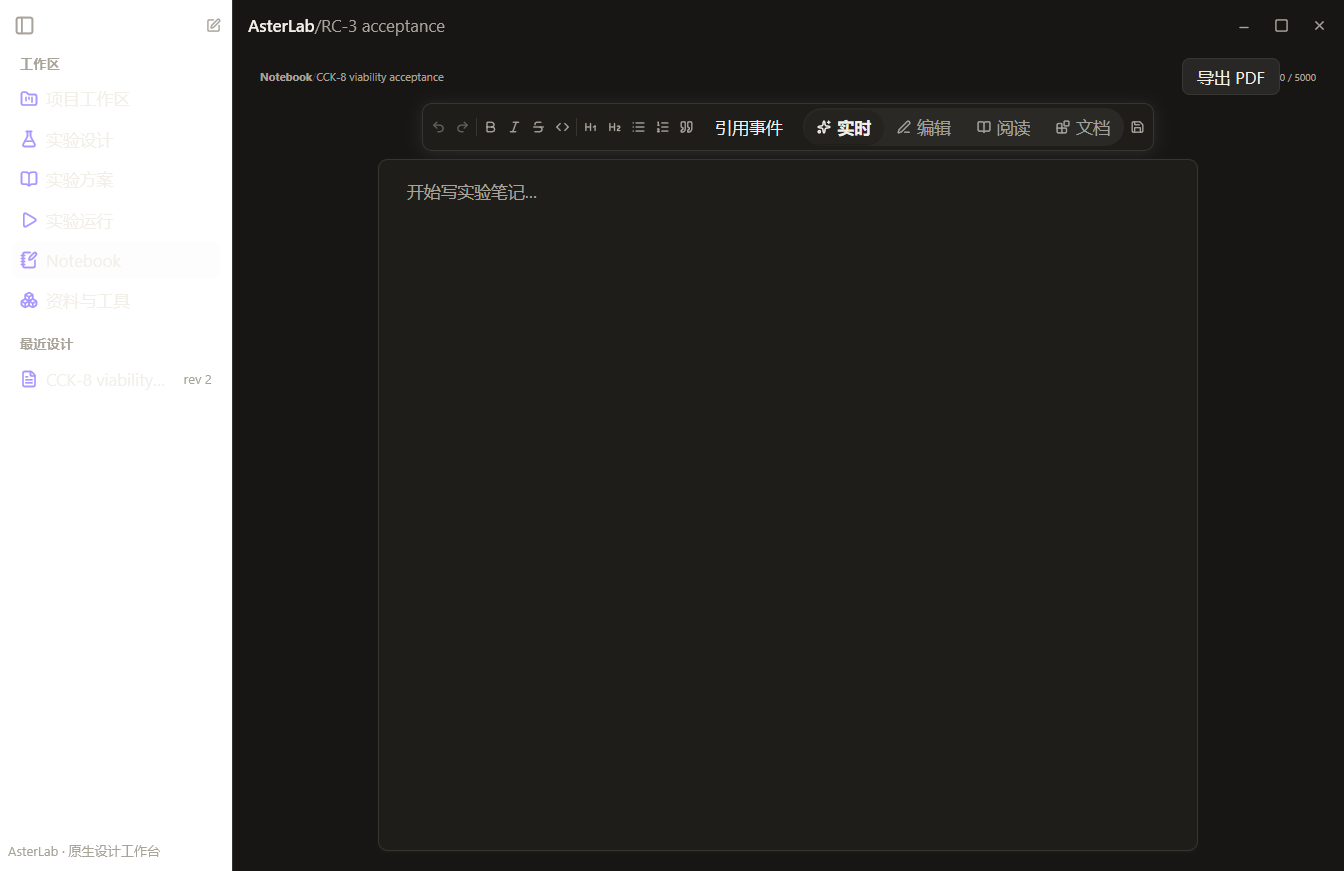 AsterLab/RC-3 acceptance
工作区
项目工作区
实验设计
实验方案
实验运行
Notebook
资料与工具
最近设计
CCK-8 viability... rev 2
AsterLab · 原生设计工作台
Notebook CCK-8 viability acceptance
导出 PDF 0 / 5000
B I S <> H1 H2 引用事件 实时 编辑 阅读 文档
开始写实验笔记...